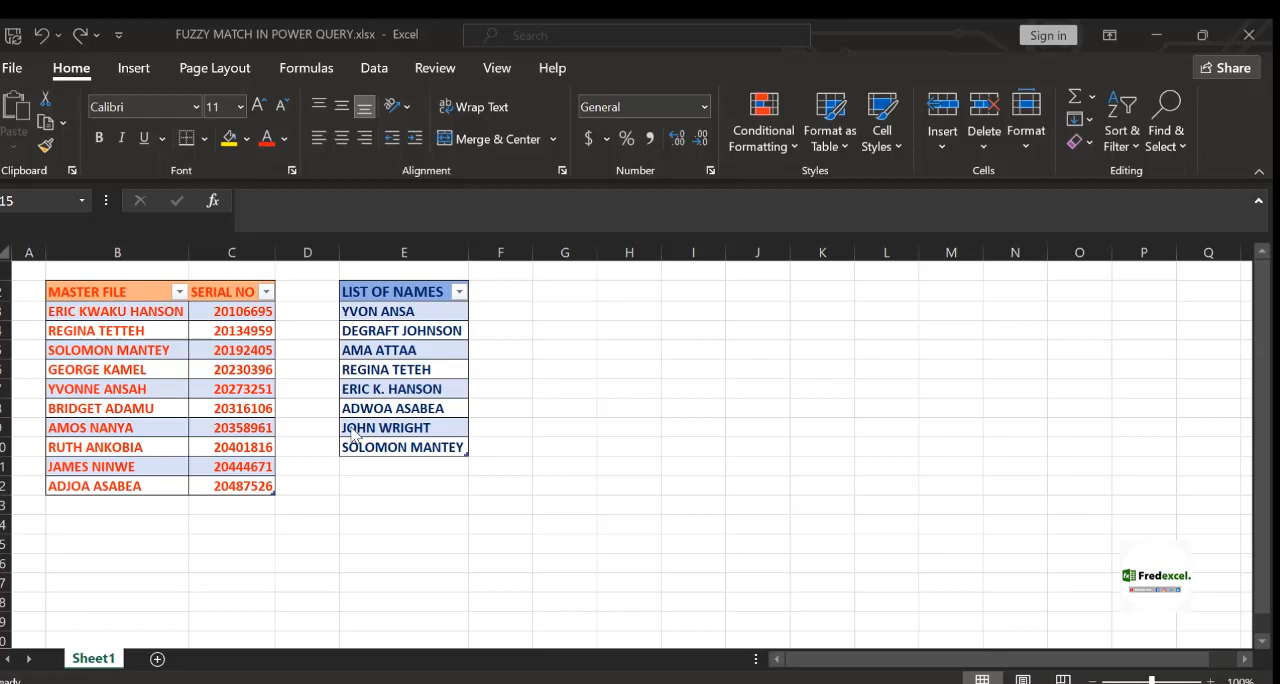 FUZZY MATCH IN POWER QUERY.xlsx - Excel
Search
Sign in
File Home Insert Page Layout Formulas Data Review View Help
Share
Paste
Calibri 11
B I U
A
Wrap Text
Merge & Center
General
$ % 9
Conditional Formatting
Format as Table
Cell Styles
Insert Delete Format
Sort & Filter
Find & Select
Clipboard Font Alignment Number Styles Cells Editing
15
fx
A B C D E F G H I J K L M N O P Q
MASTER FILE SERIAL NO LIST OF NAMES
ERIC KWAKU HANSON 20106695 YVON ANSA
REGINA TETTEH 20134959 DEGRAFT JOHNSON
SOLOMON MANTEY 20192405 AMA ATTAA
GEORGE KAMEL 20230396 REGINA TETEH
YVONNE ANSAH 20273251 ERIC K. HANSON
BRIDGET ADAMU 20316106 ADWOA ASABEA
AMOS NANYA 20358961 JOHN WRIGHT
RUTH ANKOBIA 20401816 SOLOMON MANTEY
JAMES NINWE 20444671
ADJOA ASABEA 20487526
Fredexcel.
Sheet1
100%